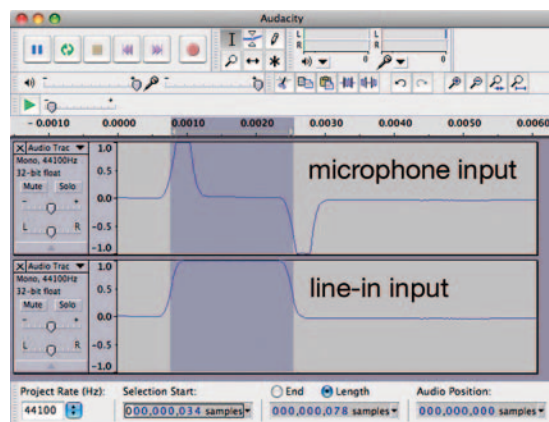 Audacity
L
R
L
R
0
0
- 0.0010 0.0000 0.0010 0.0020 0.0030 0.0040 0.0050 0.0060
X Audio Trac ▼ 1.0
Mono, 44100Hz
32-bit float
Mute Solo
0.5
microphone input
- + 0.0
L R -0.5
-1.0
X Audio Trac ▼ 1.0
Mono, 44100Hz
32-bit float
Mute Solo
0.5
line-in input
- + 0.0
L R -0.5
-1.0
Project Rate (Hz): Selection Start: End Length Audio Position:
44100 000,000,034 samples 000,000,078 samples 000,000,000 samples